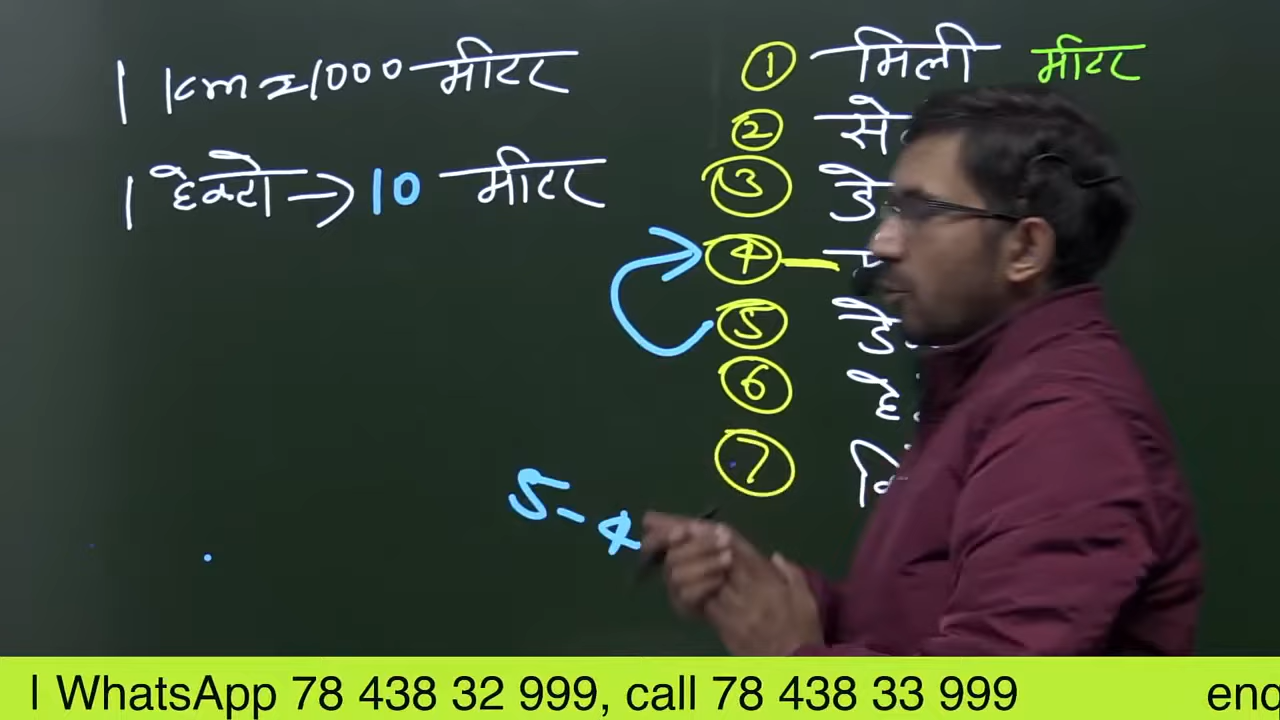 1 Km = 1000 मीटर
1 हेक्टो → 10 मीटर
① मिली मीटर
②
③
④ –
⑤
⑥
⑦
5 - 4
l WhatsApp 78 438 32 999, call 78 438 33 999